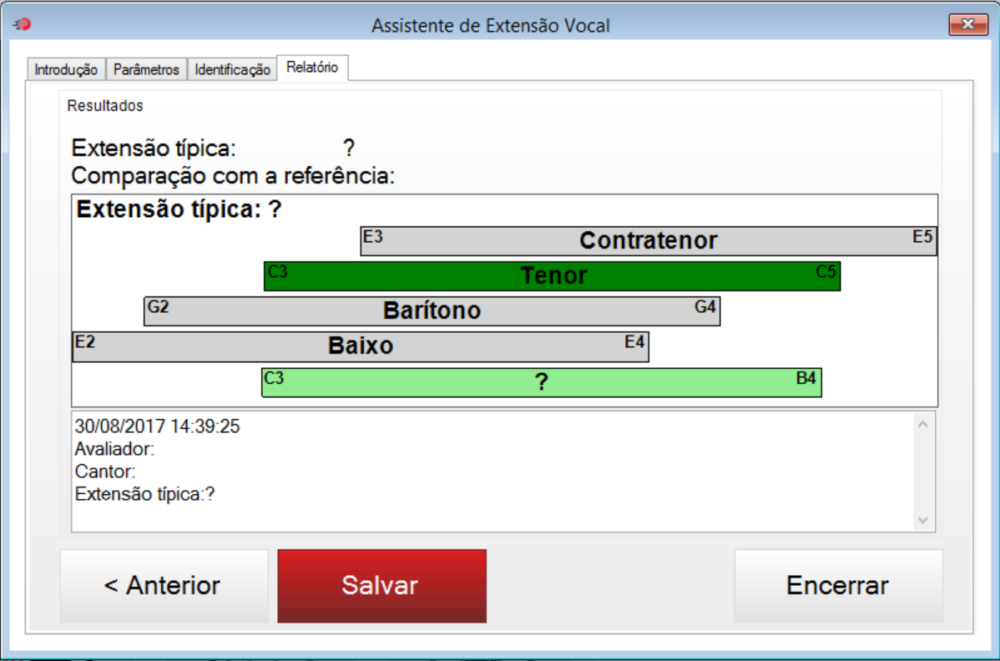 Assistente de Extensão Vocal
Introdução Parâmetros Identificação Relatório
Resultados
Extensão típica: ?
Comparação com a referência:
Extensão típica: ?
E3 Contratenor E5
C3 Tenor C5
G2 Barítono G4
E2 Baixo E4
C3 ? B4
30/08/2017 14:39:25
Avaliador:
Cantor:
Extensão típica:?
< Anterior Salvar Encerrar